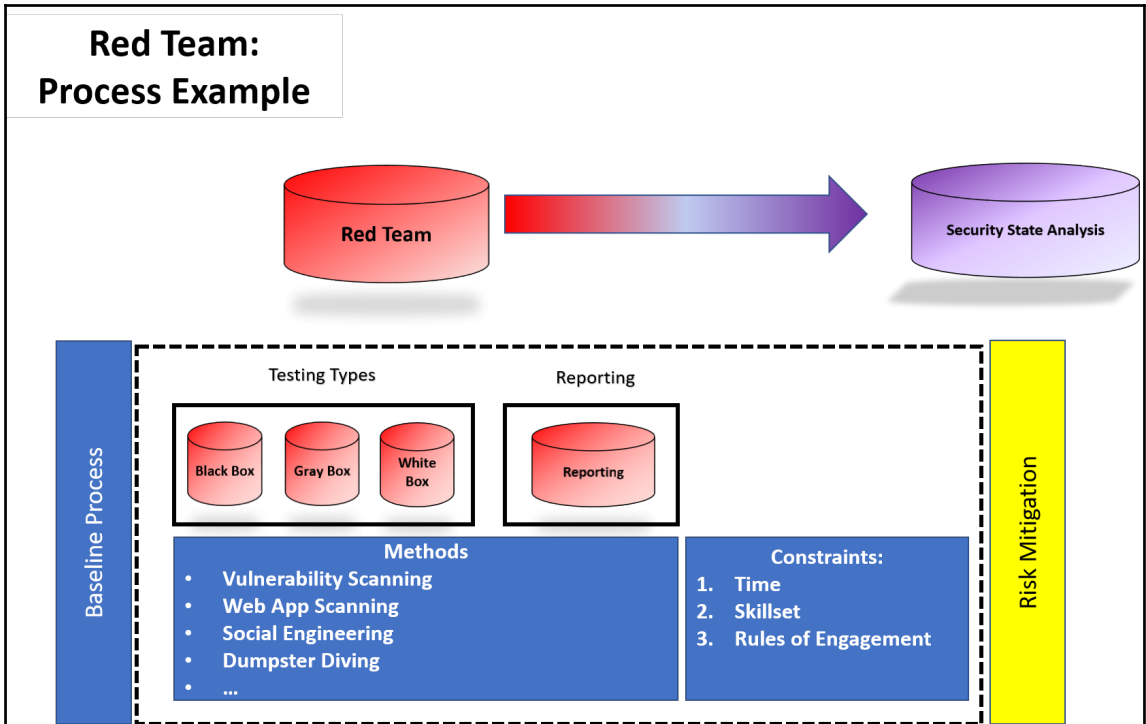 Red Team:
Process Example
Red Team
Security State Analysis
Baseline Process
Testing Types
Reporting
Black Box
Gray Box
White
Box
Reporting
Methods
• Vulnerability Scanning
• Web App Scanning
• Social Engineering
• Dumpster Diving
• ...
Constraints:
1. Time
2. Skillset
3. Rules of Engagement
Risk Mitigation